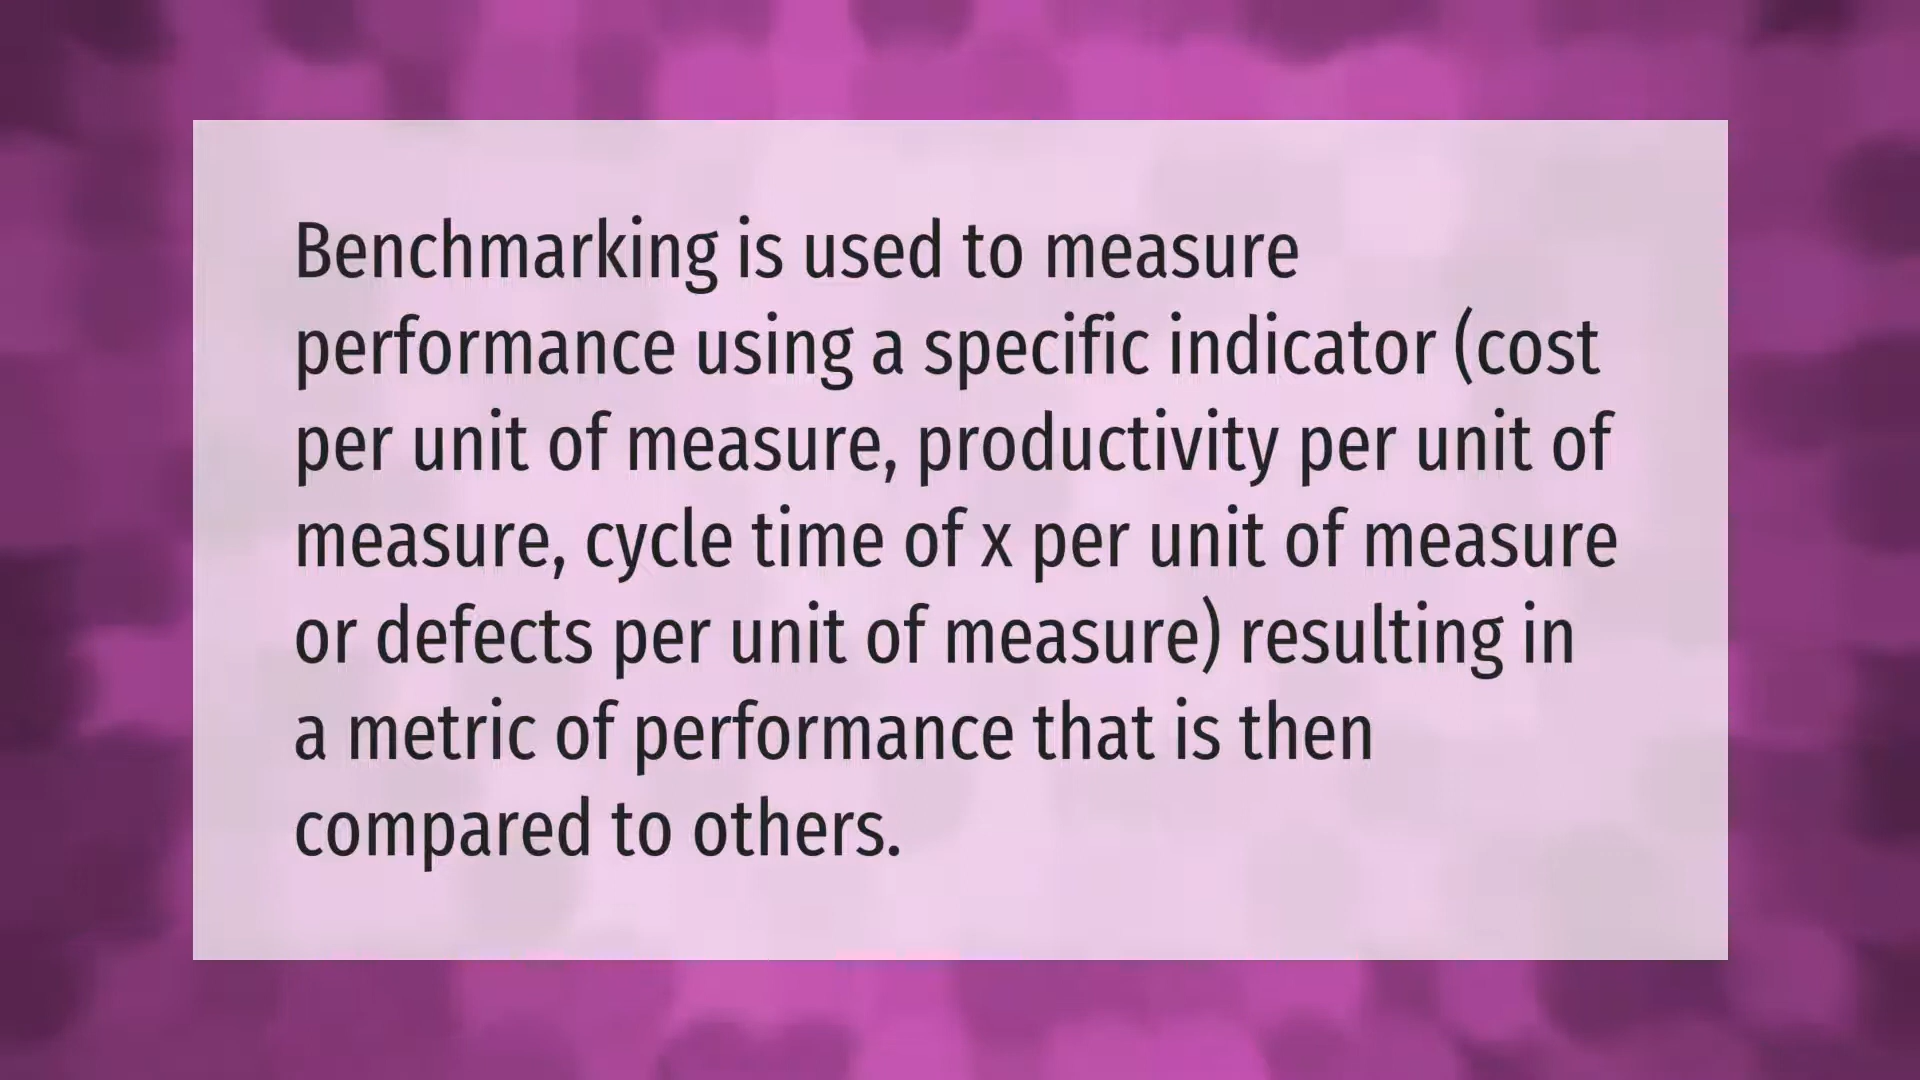 Benchmarking is used to measure
performance using a specific indicator (cost
per unit of measure, productivity per unit of
measure, cycle time of x per unit of measure
or defects per unit of measure) resulting in
a metric of performance that is then
compared to others.